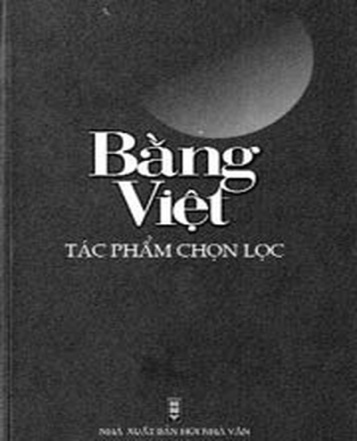 Bằng
Việt
TÁC PHẨM CHỌN LỌC
NHÀ XUẤT BẢN HỘI NHÀ VĂN